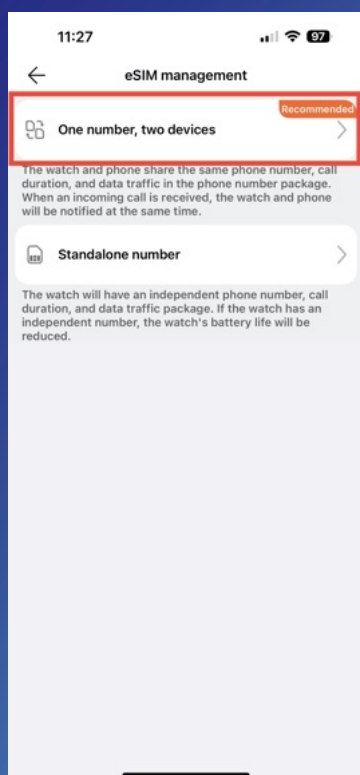 11:27
97
eSIM management
Recommended
One number, two devices
The watch and phone share the same phone number, call
duration, and data traffic in the phone number package.
When an incoming call is received, the watch and phone
will be notified at the same time.
Standalone number
The watch will have an independent phone number, call
duration, and data traffic package. If the watch has an
independent number, the watch's battery life will be
reduced.